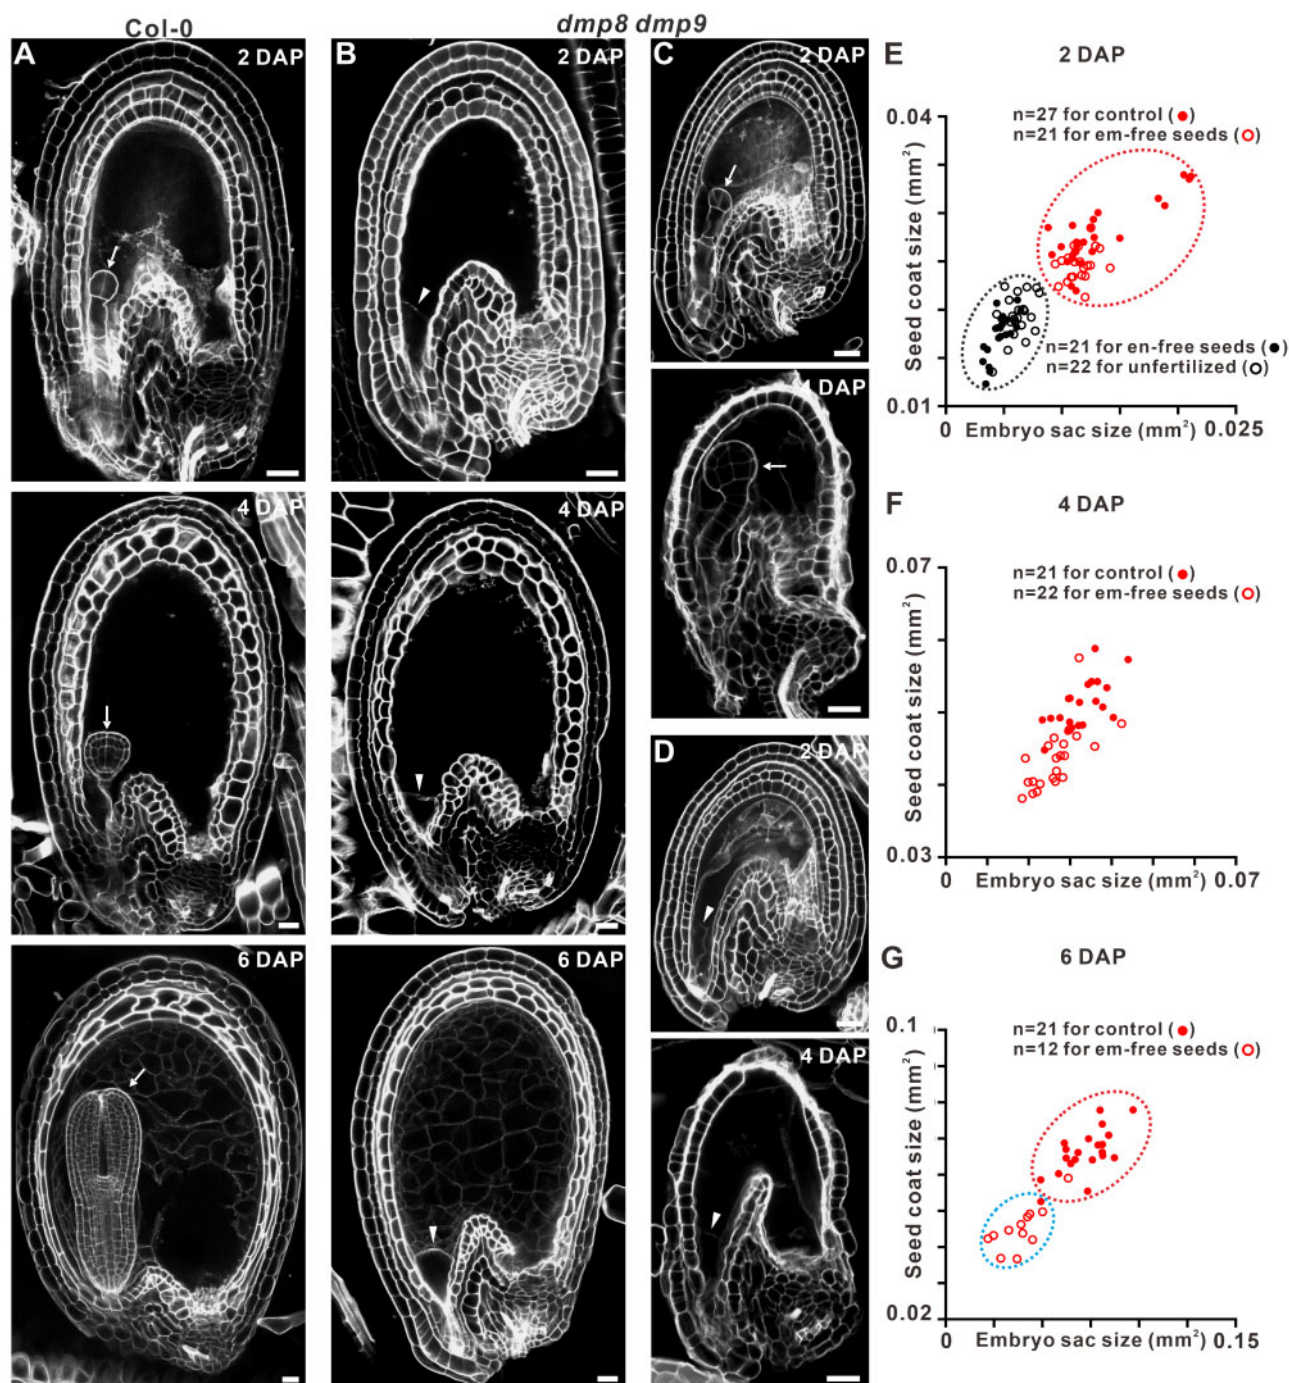 Col-0
dmp8 dmp9
A
2 DAP
B
2 DAP
C
2 DAP
4 DAP
4 DAP
4 DAP
D
2 DAP
6 DAP
6 DAP
4 DAP
E
2 DAP
0.04
n=27 for control (●)
n=21 for em-free seeds (○)
Seed coat size (mm²)
n=21 for en-free seeds (●)
n=22 for unfertilized (○)
0.01
0 Embryo sac size (mm²) 0.025
F
4 DAP
0.07
n=21 for control (●)
n=22 for em-free seeds (○)
Seed coat size (mm²)
0.03
0 Embryo sac size (mm²) 0.07
G
6 DAP
0.1
n=21 for control (●)
n=12 for em-free seeds (○)
Seed coat size (mm²)
0.02
0 Embryo sac size (mm²) 0.15